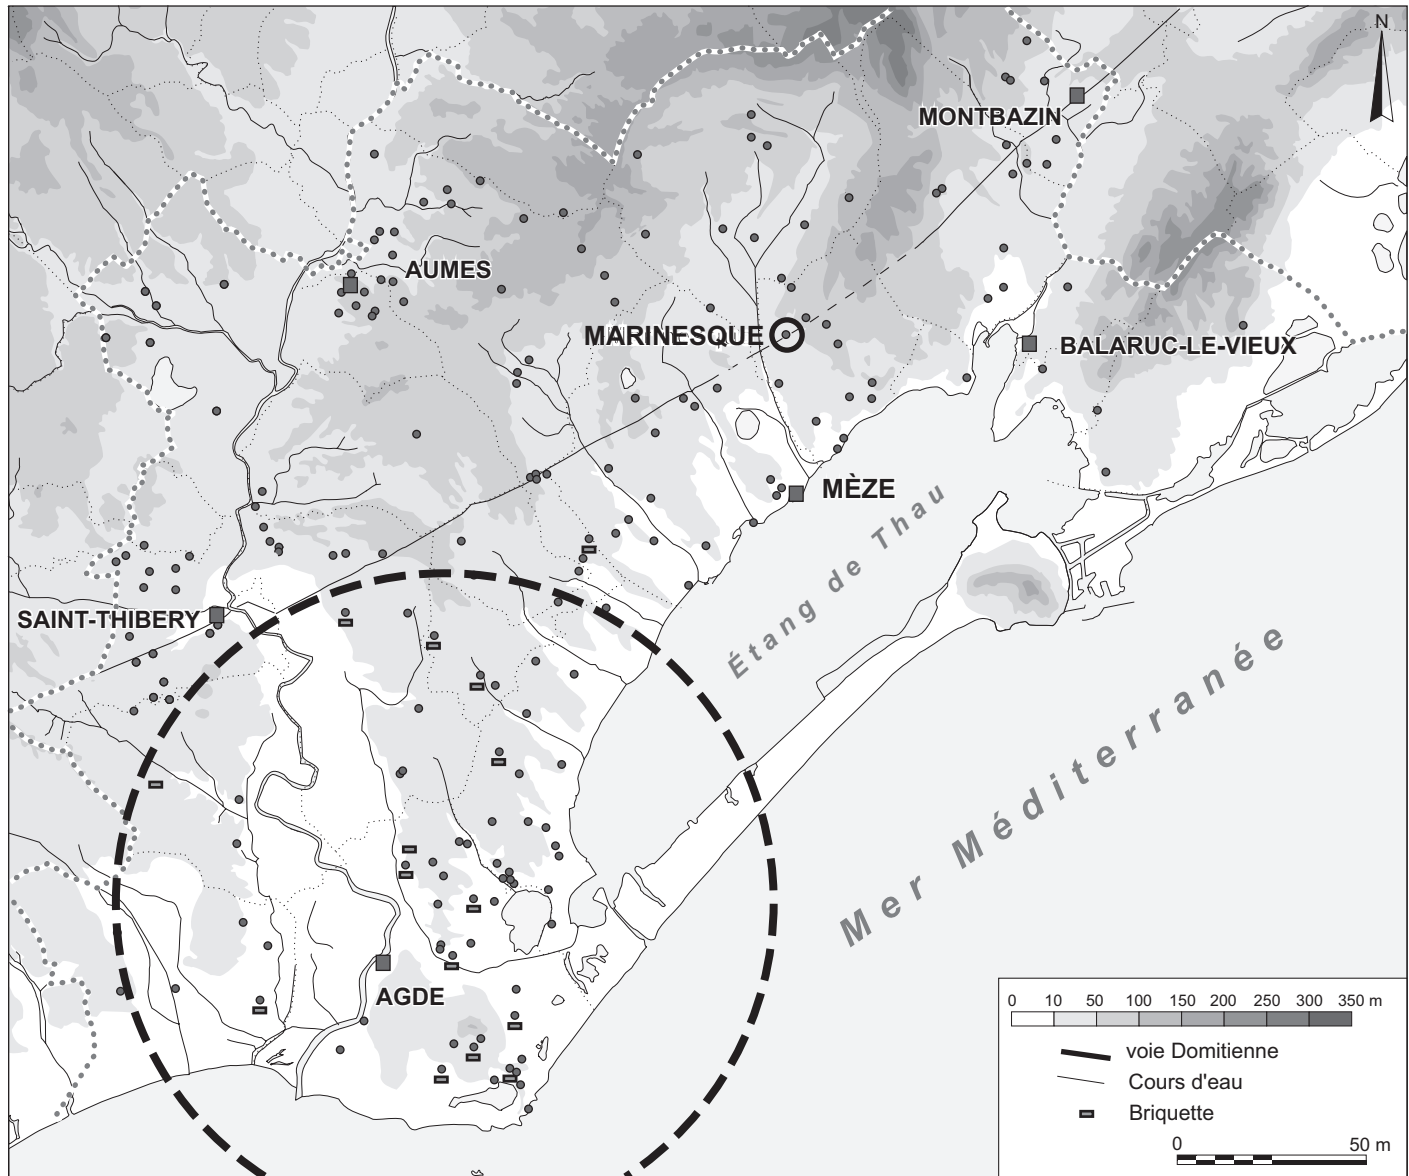 N
MONTBAZIN
AUMES
MARINESQUE
BALARUC-LE-VIEUX
MÈZE
Étang de Thau
SAINT-THIBERY
Mer Méditerranée
AGDE
0 10 50 100 150 200 250 300 350 m
voie Domitienne
Cours d'eau
Briquette
0 50 m